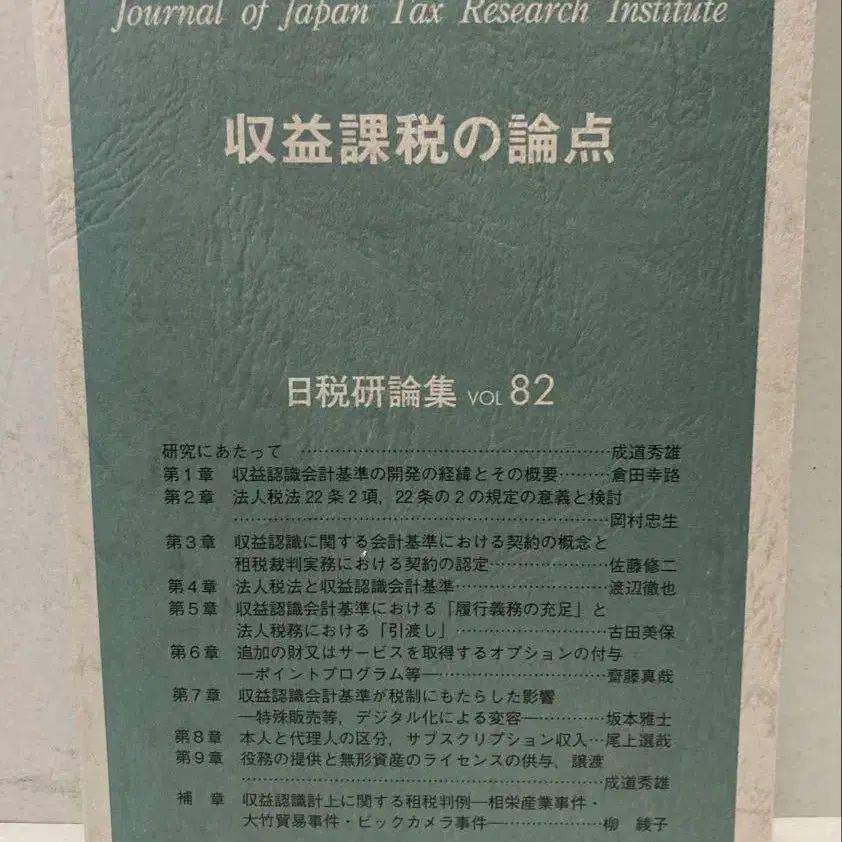 Journal of Japan Tax Research Institute
収益課税の論点
日税研論集 VOL 82
研究にあたって ………………………………………成道秀雄
第1章 収益認識会計基準の開発の経緯とその概要………倉田幸路
第2章 法人税法22条2項，22条の2の規定の意義と検討
………………………………………………岡村忠生
第3章 収益認識に関する会計基準における契約の概念と
租税裁判実務における契約の認定………………佐藤修二
第4章 法人税法と収益認識会計基準…………………渡辺徹也
第5章 収益認識会計基準における「履行義務の充足」と
法人税務における「引渡し」…………………古田美保
第6章 追加の財又はサービスを取得するオプションの付与
―ポイントプログラム等―……………………齋藤真哉
第7章 収益認識会計基準が税制にもたらした影響
―特殊販売等，デジタル化による変容―…………坂本雅士
第8章 本人と代理人の区分，サブスクリプション収入…尾上選哉
第9章 役務の提供と無形資産のライセンスの供与，譲渡
………………………………………………成道秀雄
補 章 収益認識計上に関する租税判例―相栄産業事件・
大竹貿易事件・ビックカメラ事件―………………柳 綾子